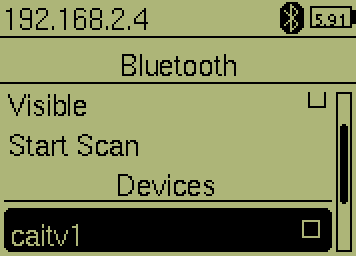 192.168.2.4
5.91
Bluetooth
Visible
Start Scan
Devices
caitv1